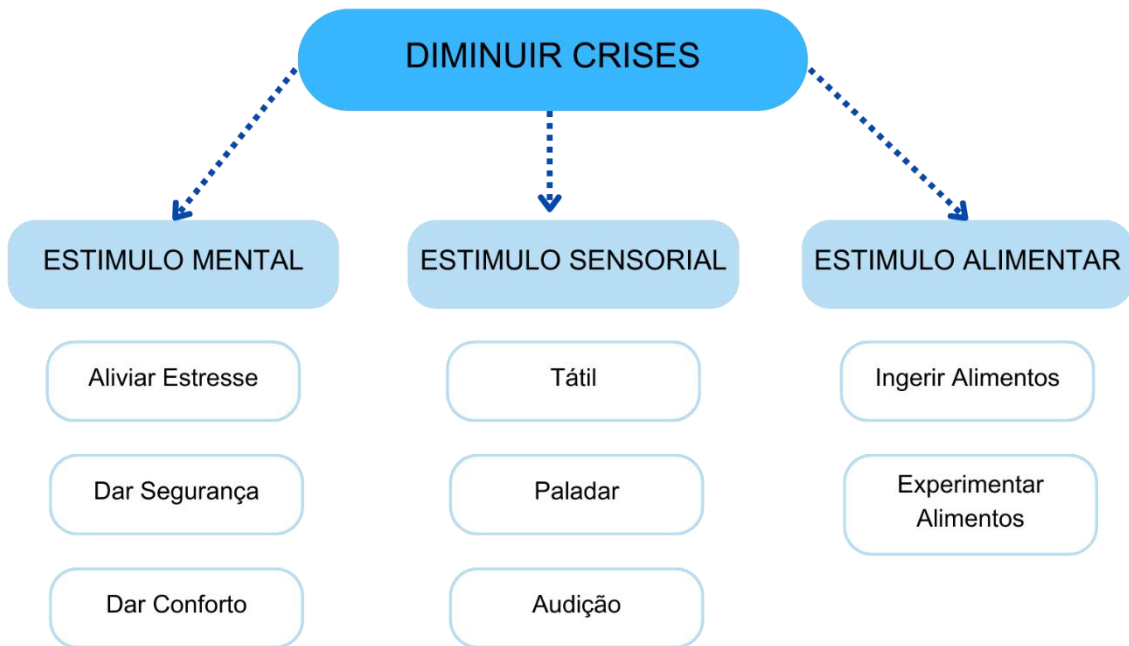 DIMINUIR CRISES
ESTIMULO MENTAL
Aliviar Estresse
Dar Segurança
Dar Conforto
ESTIMULO SENSORIAL
Tátil
Paladar
Audição
ESTIMULO ALIMENTAR
Ingerir Alimentos
Experimentar
Alimentos